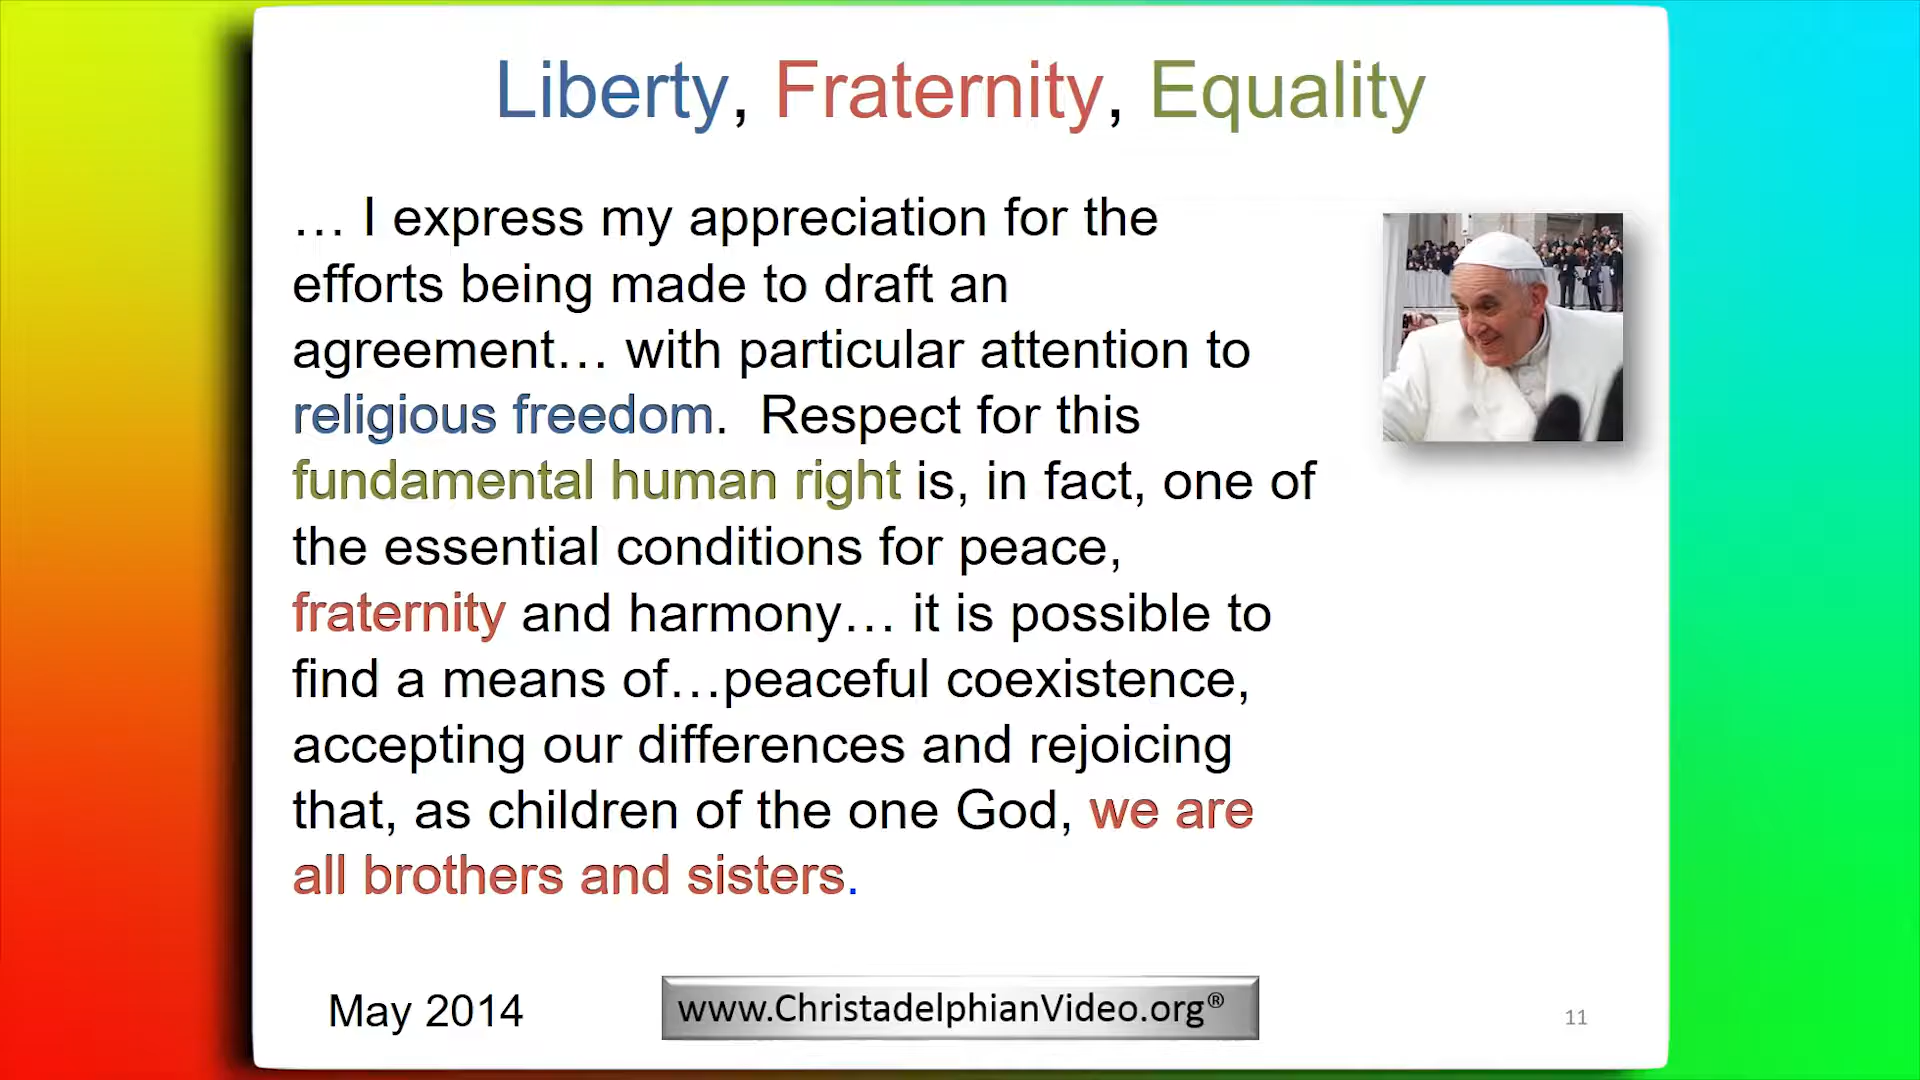 Liberty, Fraternity, Equality
… I express my appreciation for the
efforts being made to draft an
agreement… with particular attention to
religious freedom.  Respect for this
fundamental human right is, in fact, one of
the essential conditions for peace,
fraternity and harmony… it is possible to
find a means of…peaceful coexistence,
accepting our differences and rejoicing
that, as children of the one God, we are
all brothers and sisters.
May 2014
www.ChristadelphianVideo.org®
11